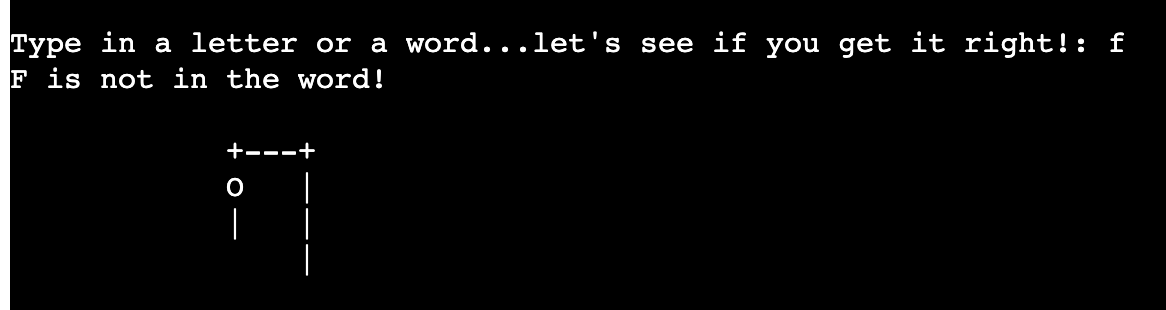 Type in a letter or a word...let's see if you get it right!: f
F is not in the word!
+---+
O   |
|   |
    |